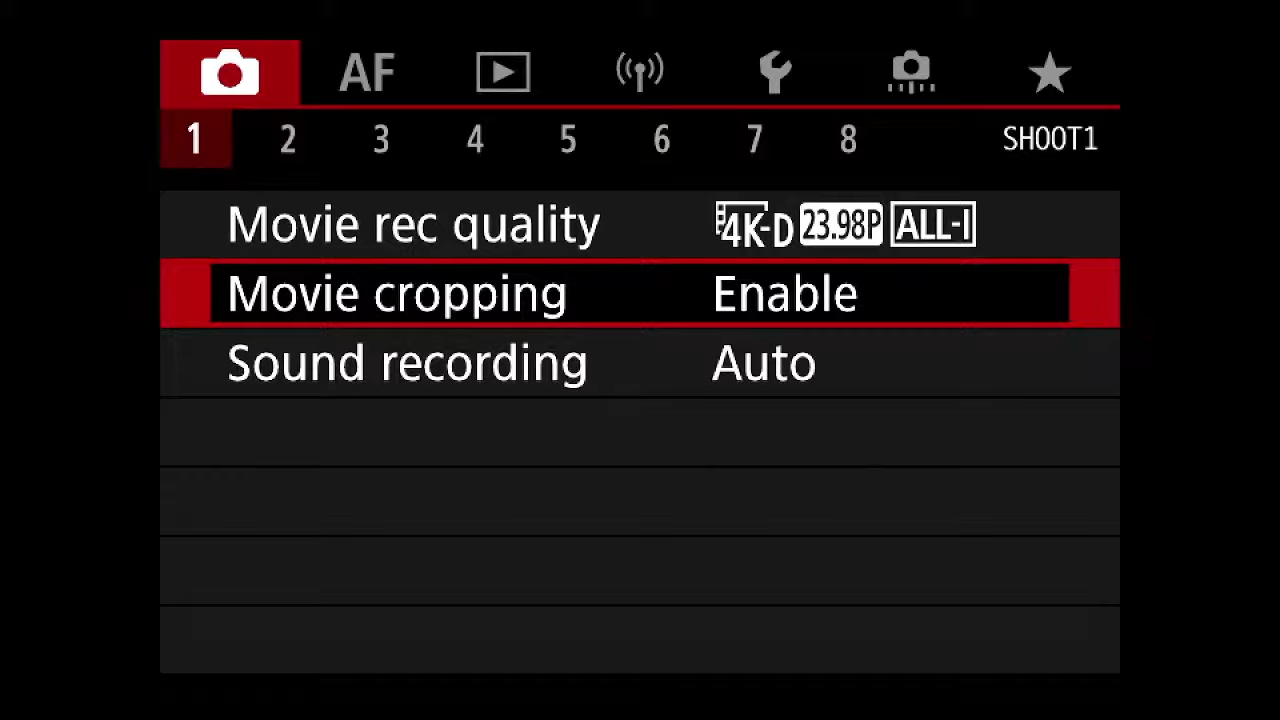 AF
1 2 3 4 5 6 7 8 SHOOT1
Movie rec quality 4K-D 23.98P ALL-I
Movie cropping Enable
Sound recording Auto